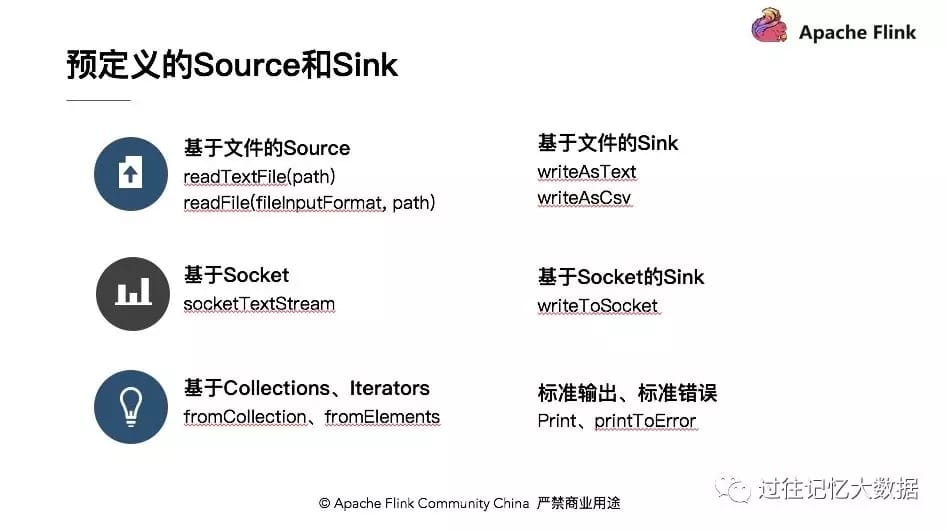 Apache Flink
预定义的Source和Sink
基于文件的Source
readTextFile(path)
readFile(fileInputFormat, path)
基于文件的Sink
writeAsText
writeAsCsv
基于Socket
socketTextStream
基于Socket的Sink
writeToSocket
基于Collections、Iterators
fromCollection、fromElements
标准输出、标准错误
Print、printToError
© Apache Flink Community China 严禁商业用途
过往记忆大数据